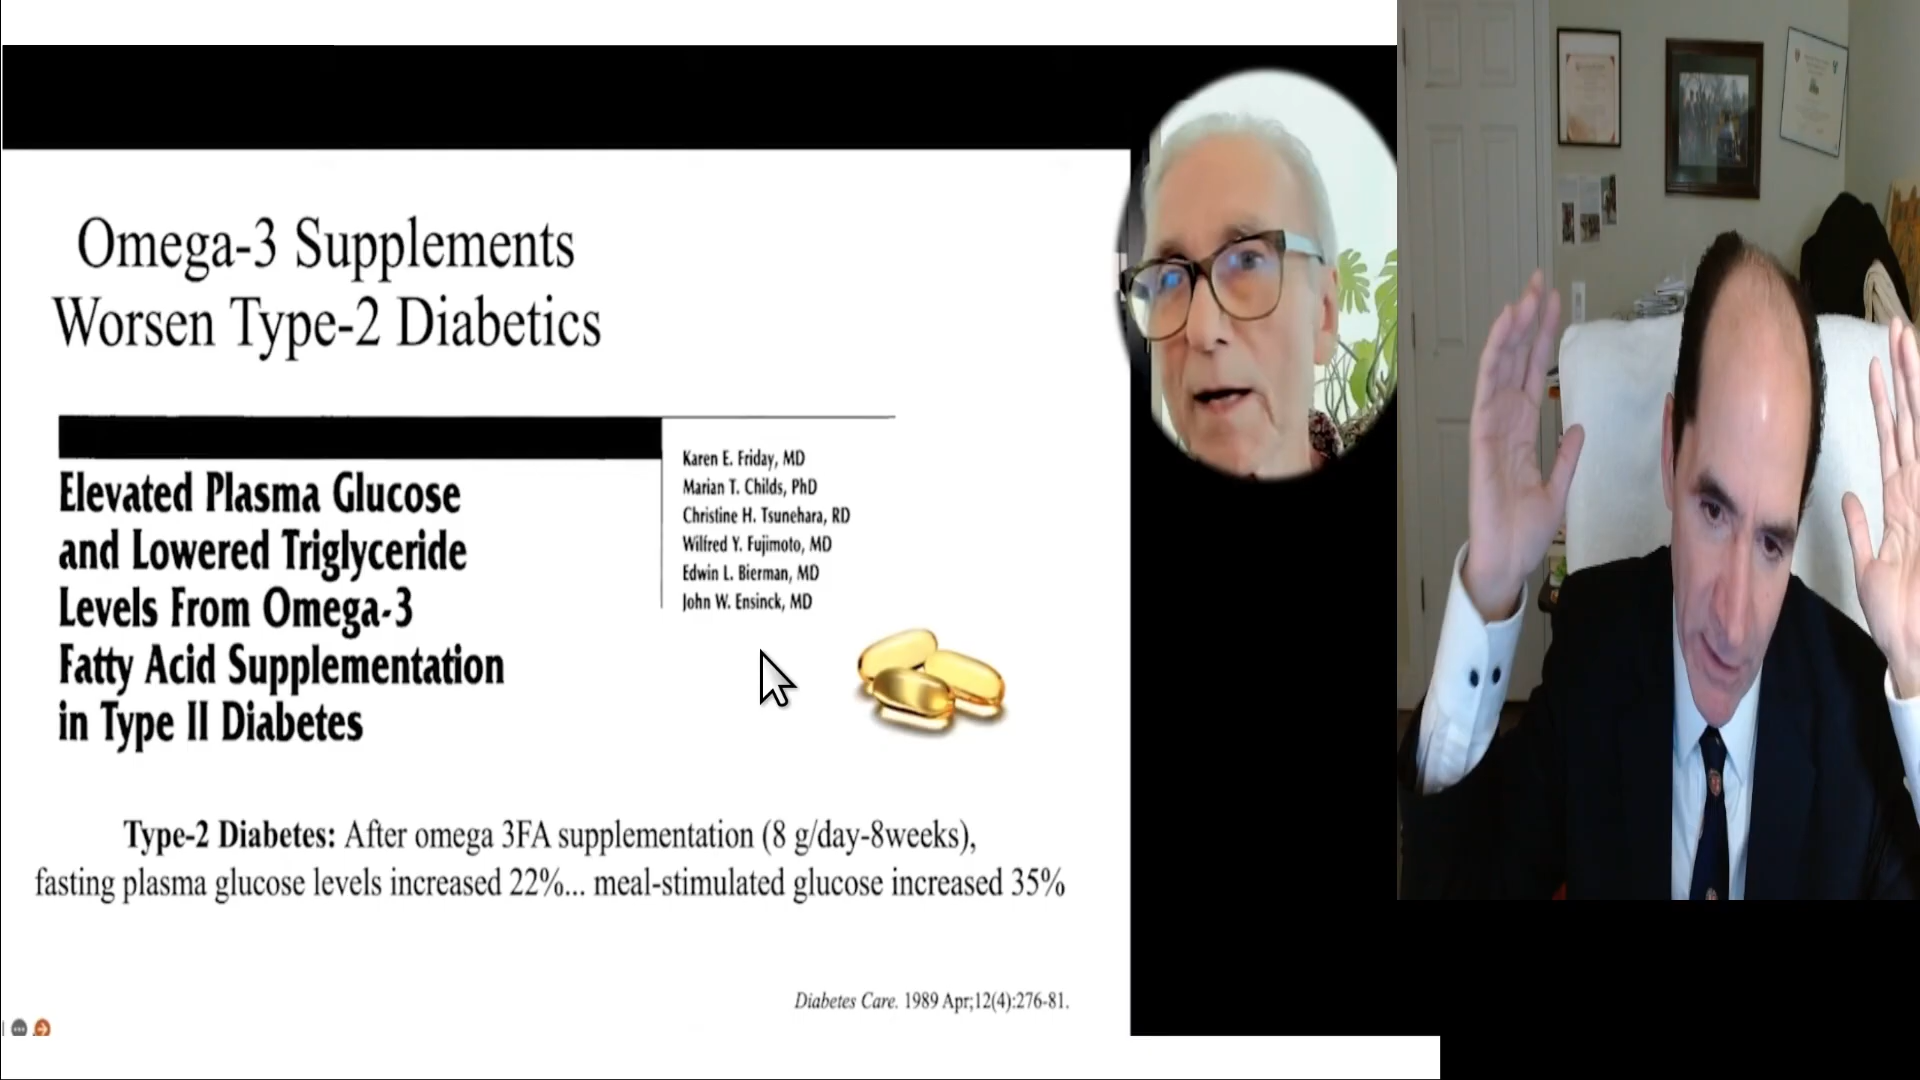 Omega-3 Supplements
Worsen Type-2 Diabetics
Elevated Plasma Glucose
and Lowered Triglyceride
Levels From Omega-3
Fatty Acid Supplementation
in Type II Diabetes
Karen E. Friday, MD
Marian T. Childs, PhD
Christine H. Tsunehara, RD
Wilfred Y. Fujimoto, MD
Edwin L. Bierman, MD
John W. Ensinck, MD
Type-2 Diabetes: After omega 3FA supplementation (8 g/day-8weeks),
fasting plasma glucose levels increased 22%... meal-stimulated glucose increased 35%
Diabetes Care. 1989 Apr;12(4):276-81.